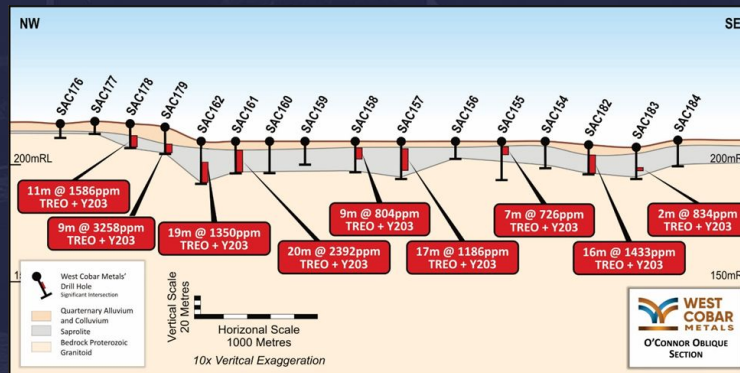 NW
SE
SAC176
SAC177
SAC178
SAC179
SAC162
SAC161
SAC160
SAC159
SAC158
SAC157
SAC156
SAC155
SAC154
SAC182
SAC183
SAC184
200mRL
200mRL
11m @ 1586ppm
TREO + Y203
9m @ 3258ppm
TREO + Y203
19m @ 1350ppm
TREO + Y203
20m @ 2392ppm
TREO + Y203
9m @ 804ppm
TREO + Y203
17m @ 1186ppm
TREO + Y203
7m @ 726ppm
TREO + Y203
16m @ 1433ppm
TREO + Y203
2m @ 834ppm
TREO + Y203
150mR
West Cobar Metals'
Drill Hole
Significant Intersection
Quarternary Alluvium
and Colluvium
Saprolite
Bedrock Proterozoic
Granitoid
Vertical Scale
20 Metres
Horizonal Scale
1000 Metres
10x Veritcal Exaggeration
WEST
COBAR
METALS
O'CONNOR OBLIQUE
SECTION